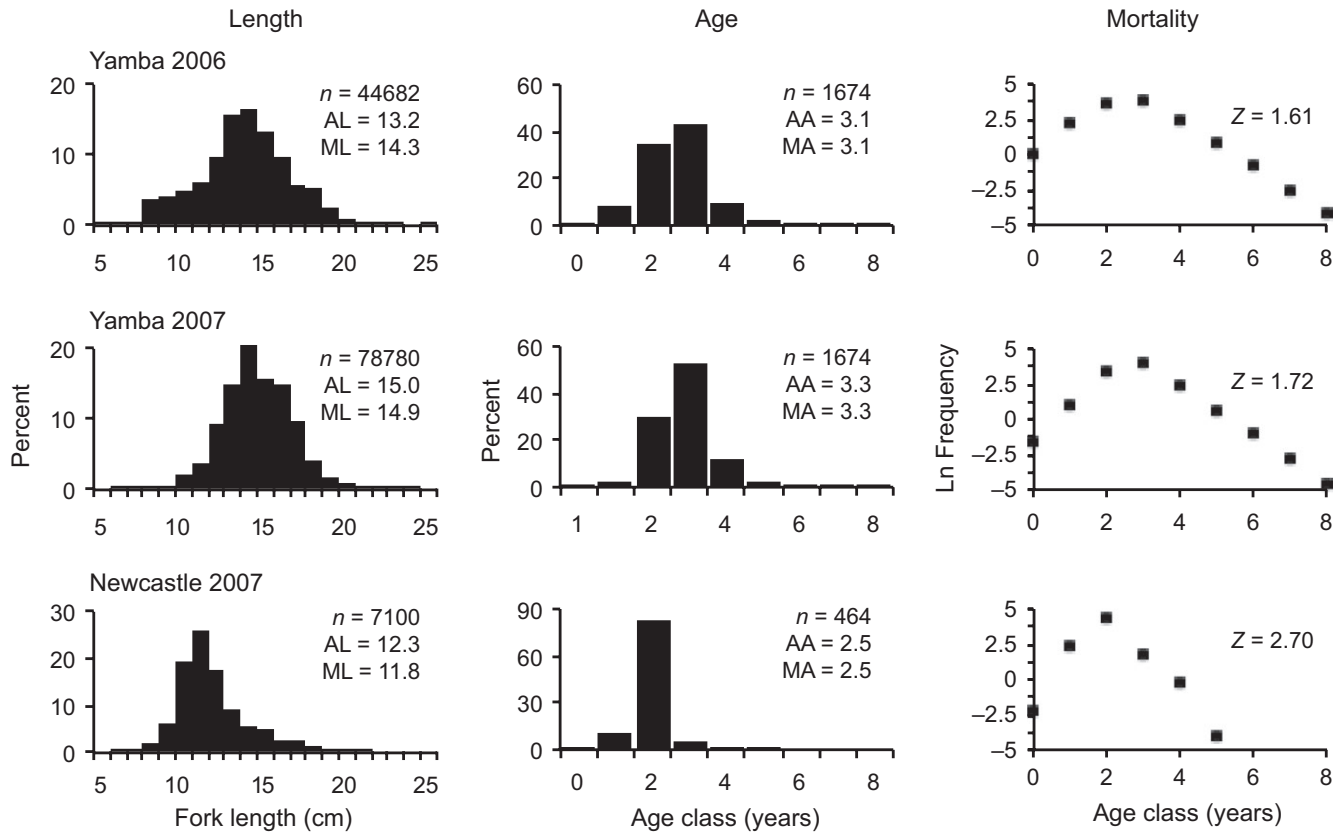 Length Age Mortality
Yamba 2006
20
10
0
n = 44682
AL = 13.2
ML = 14.3
5 10 15 20 25
60
40
20
0
n = 1674
AA = 3.1
MA = 3.1
0 2 4 6 8
5
2.5
0
–2.5
–5
Z = 1.61
0 2 4 6 8
Yamba 2007
Percent
20
10
0
n = 78780
AL = 15.0
ML = 14.9
5 10 15 20 25
Percent
60
40
20
0
n = 1674
AA = 3.3
MA = 3.3
1 2 4 6 8
Ln Frequency
5
2.5
0
–2.5
–5
Z = 1.72
0 2 4 6 8
Newcastle 2007
30
20
10
0
n = 7100
AL = 12.3
ML = 11.8
5 10 15 20 25
Fork length (cm)
90
60
30
0
n = 464
AA = 2.5
MA = 2.5
0 2 4 6 8
Age class (years)
5
2.5
0
–2.5
–5
Z = 2.70
0 2 4 6 8
Age class (years)